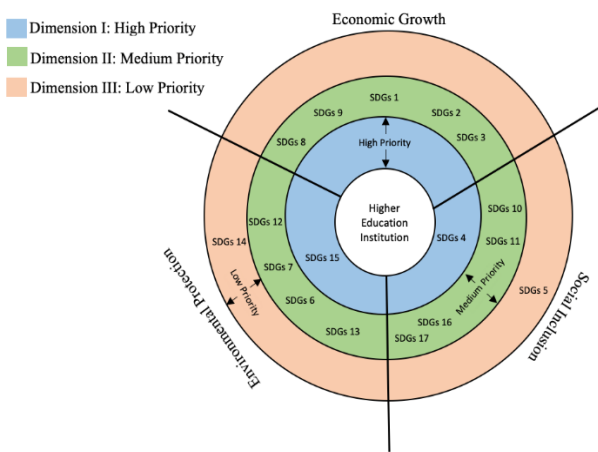 Economic Growth
Dimension I: High Priority
Dimension II: Medium Priority
Dimension III: Low Priority
SDGs 1
SDGs 9
SDGs 2
SDGs 3
SDGs 8
High Priority
Higher
Education
Institution
SDGs 10
SDGs 12
SDGs 4
SDGs 11
SDGs 14
SDGs 15
SDGs 7
Low Priority
Medium Priority
SDGs 5
SDGs 6
SDGs 16
SDGs 13
SDGs 17
Environmental Protection
Social Inclusion